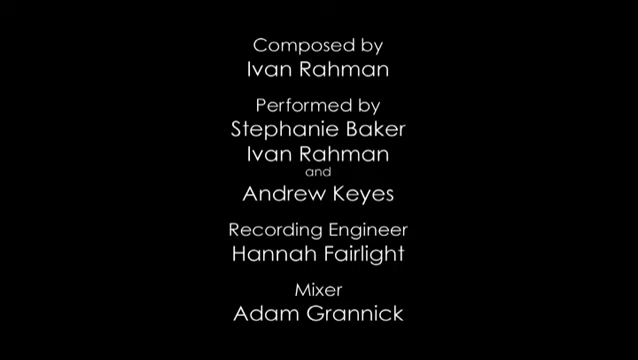 Composed by
Ivan Rahman
Performed by
Stephanie Baker
Ivan Rahman
and
Andrew Keyes
Recording Engineer
Hannah Fairlight
Mixer
Adam Grannick